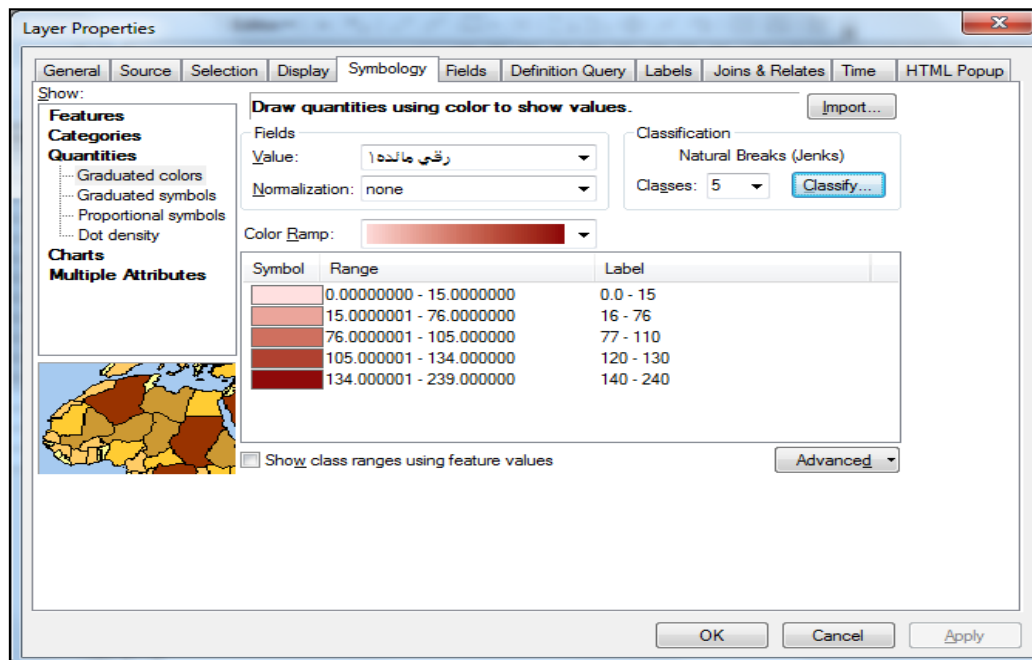 Layer Properties
General Source Selection Display Symbology Fields Definition Query Labels Joins & Relates Time HTML Popup
Show:
Features
Categories
Quantities
Graduated colors
Graduated symbols
Proportional symbols
Dot density
Charts
Multiple Attributes
Draw quantities using color to show values.
Import...
Fields
Value: رقي مائده١
Normalization: none
Classification
Natural Breaks (Jenks)
Classes: 5 Classify...
Color Ramp:
Symbol Range Label
0.00000000 - 15.0000000 0.0 - 15
15.0000001 - 76.0000000 16 - 76
76.0000001 - 105.000000 77 - 110
105.000001 - 134.000000 120 - 130
134.000001 - 239.000000 140 - 240
Show class ranges using feature values
Advanced
OK Cancel Apply